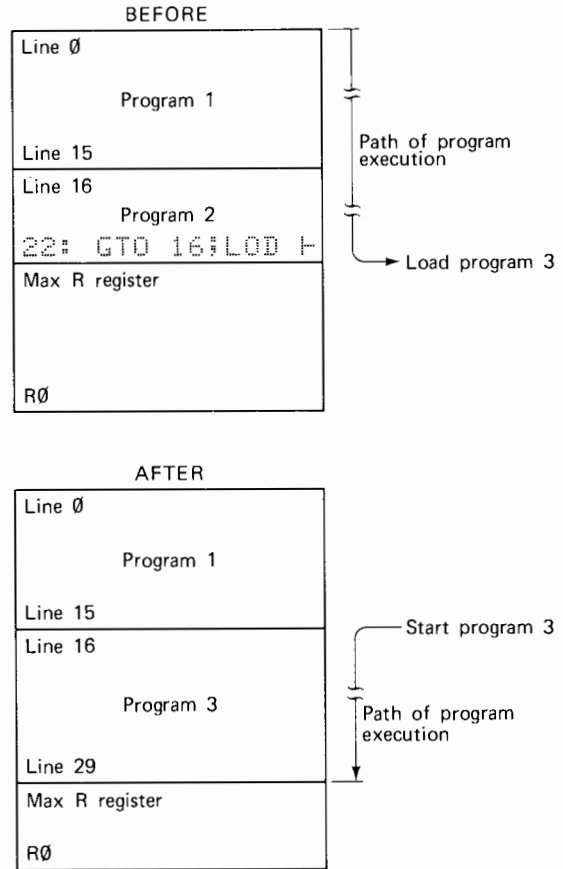 BEFORE
Line Ø
Program 1
Line 15
Path of program
execution
Line 16
Program 2
22: GTO 16;LOD ⊢
Load program 3
Max R register
RØ
AFTER
Line Ø
Program 1
Line 15
Start program 3
Line 16
Program 3
Path of program
execution
Line 29
Max R register
RØ